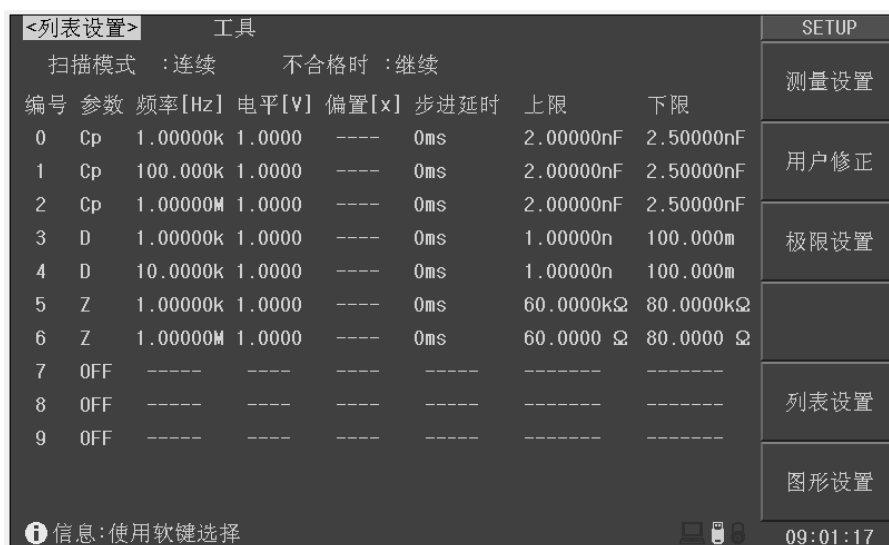 <列表设置> 工具 SETUP
扫描模式 :连续 不合格时 :继续
测量设置
编号 参数 频率[Hz] 电平[V] 偏置[x] 步进延时 上限 下限
0 Cp 1.00000k 1.0000 ---- 0ms 2.00000nF 2.50000nF
1 Cp 100.000k 1.0000 ---- 0ms 2.00000nF 2.50000nF
用户修正
2 Cp 1.00000M 1.0000 ---- 0ms 2.00000nF 2.50000nF
3 D 1.00000k 1.0000 ---- 0ms 1.00000n 100.000m
极限设置
4 D 10.0000k 1.0000 ---- 0ms 1.00000n 100.000m
5 Z 1.00000k 1.0000 ---- 0ms 60.0000kΩ 80.0000kΩ
6 Z 1.00000M 1.0000 ---- 0ms 60.0000 Ω 80.0000 Ω
7 OFF ----- ---- ---- ----- ------- -------
8 OFF ----- ---- ---- ----- ------- -------
列表设置
9 OFF ----- ---- ---- ----- ------- -------
图形设置
信息:使用软键选择 09:01:17